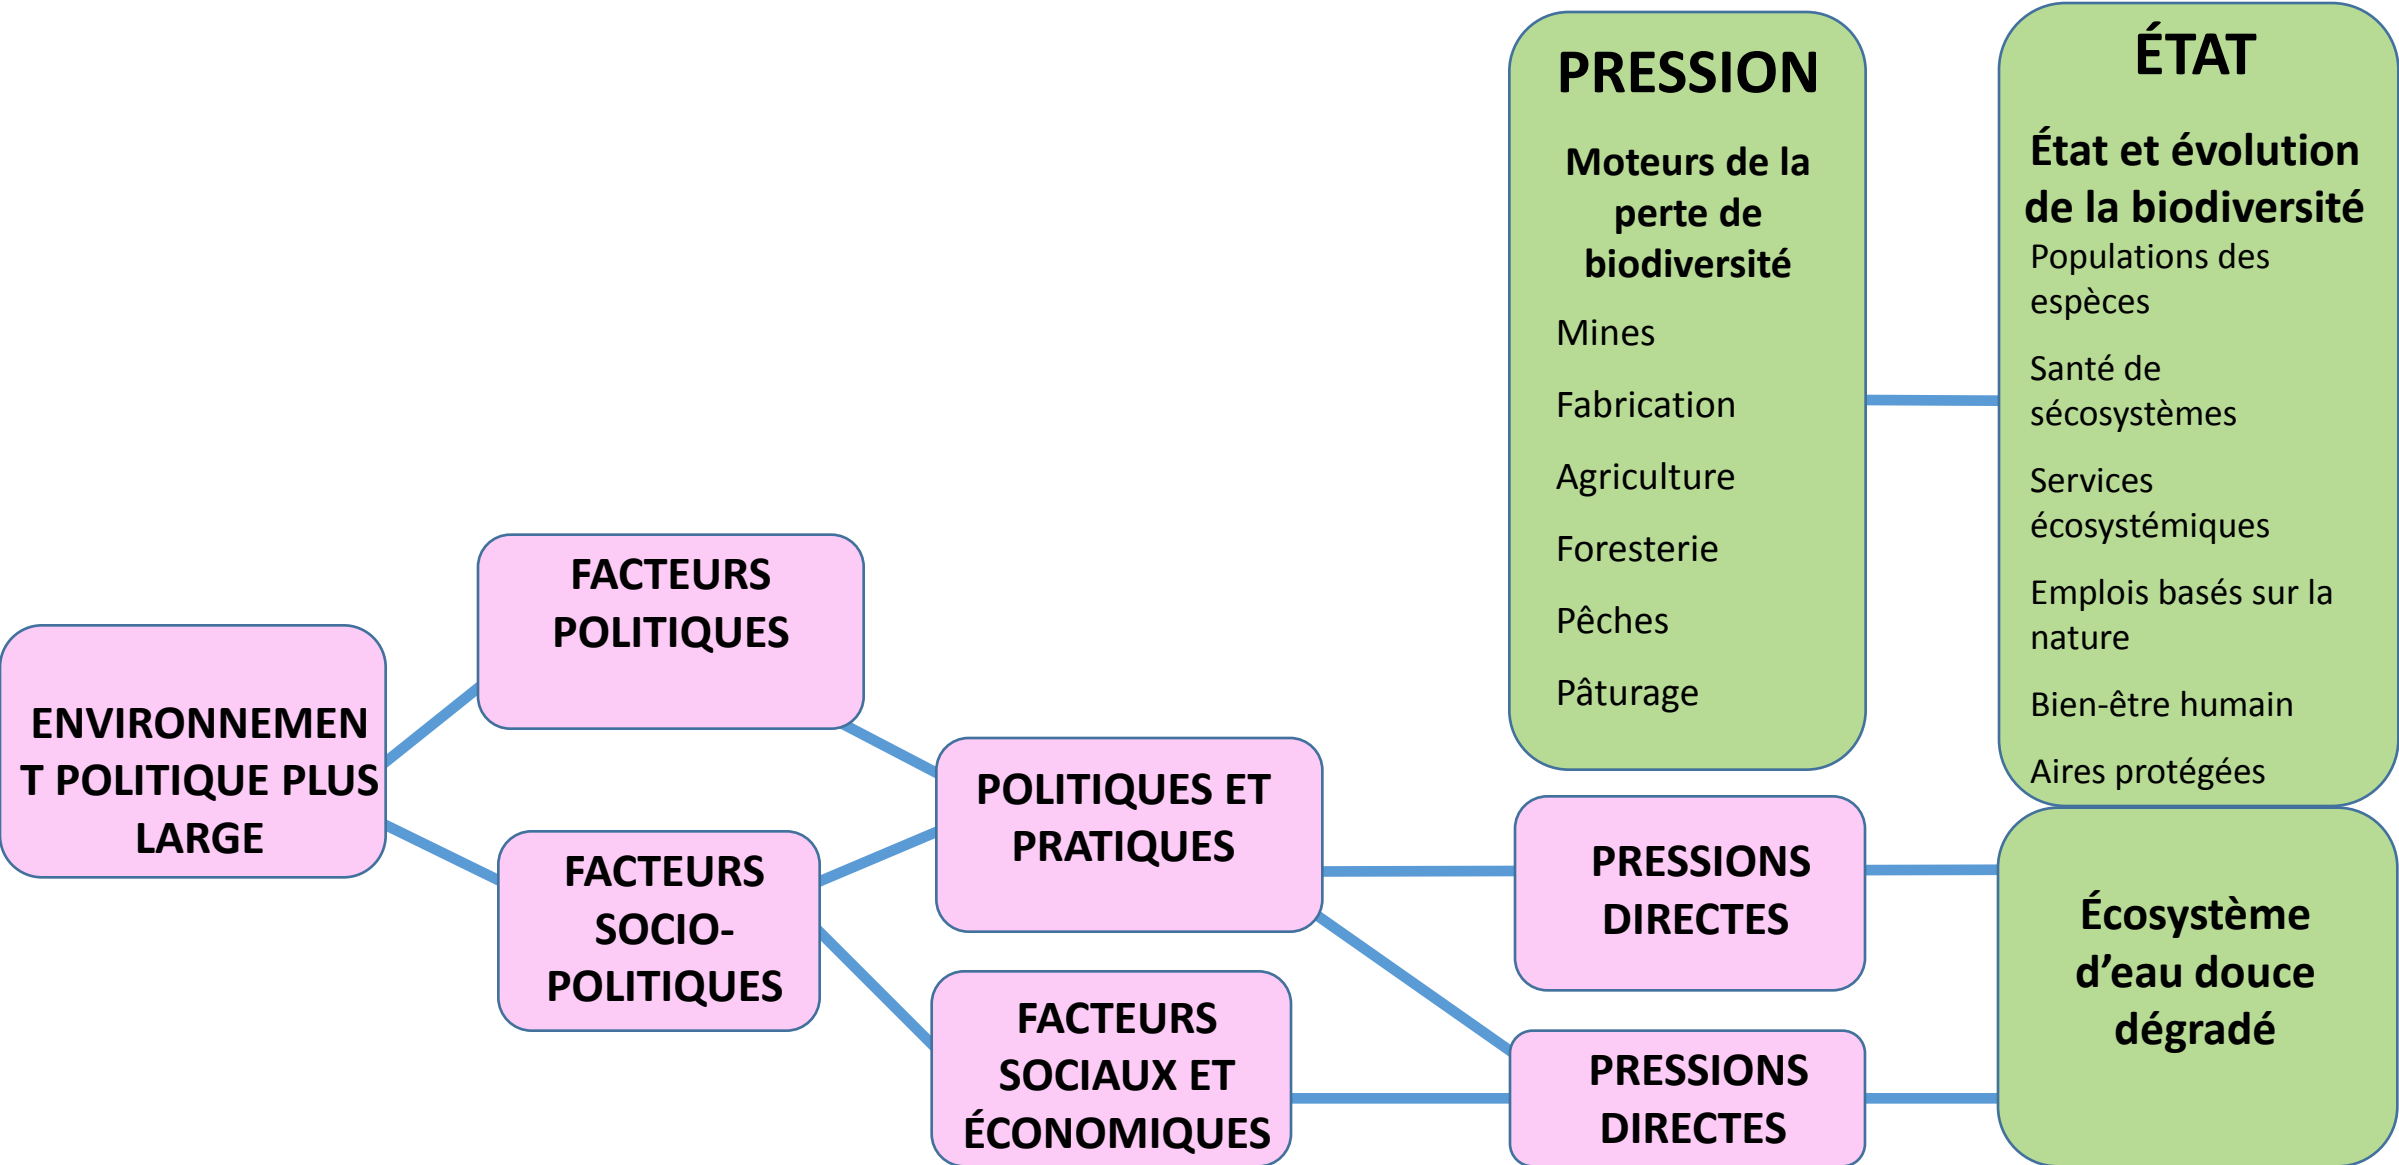 PRESSION
Moteurs de la
perte de
biodiversité
Mines
Fabrication
Agriculture
Foresterie
Pêches
Pâturage
ÉTAT
État et évolution
de la biodiversité
Populations des
espèces
Santé de
sécosystèmes
Services
écosystémiques
Emplois basés sur la
nature
Bien-être humain
Aires protégées
ENVIRONNEMEN
T POLITIQUE PLUS
LARGE
FACTEURS
POLITIQUES
FACTEURS
SOCIO-
POLITIQUES
POLITIQUES ET
PRATIQUES
FACTEURS
SOCIAUX ET
ÉCONOMIQUES
PRESSIONS
DIRECTES
PRESSIONS
DIRECTES
Écosystème
d’eau douce
dégradé